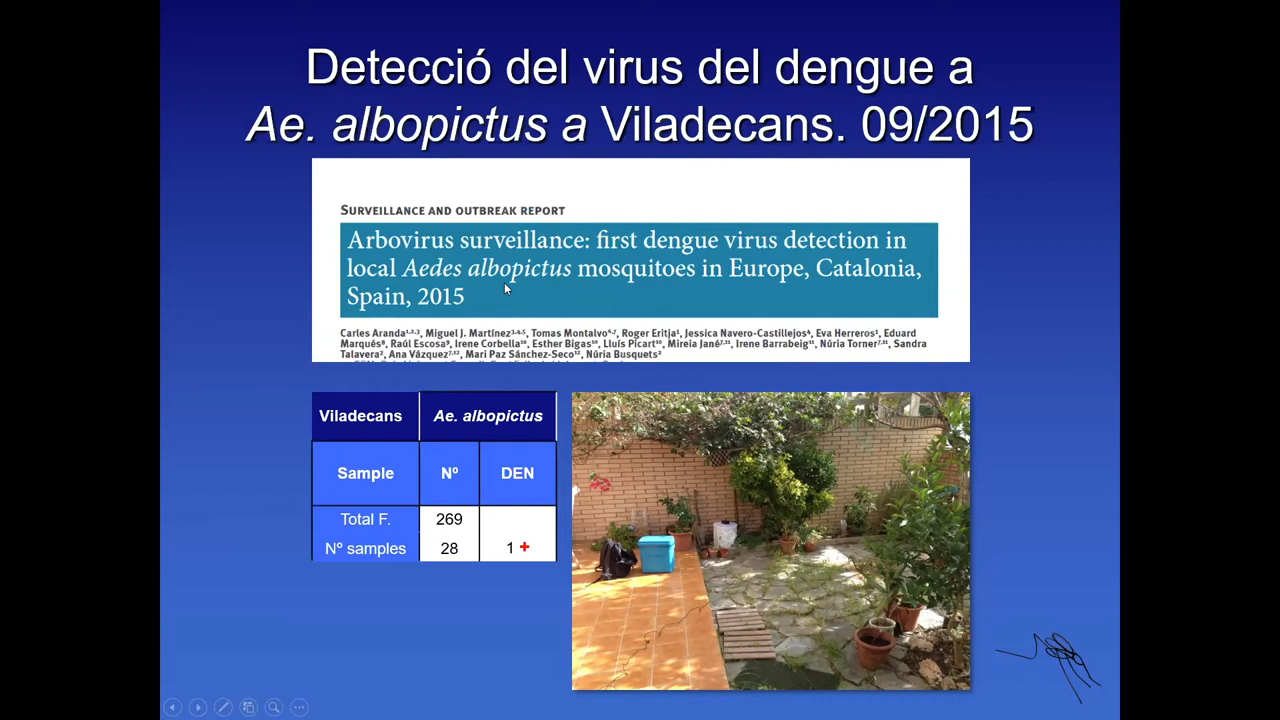 Detecció del virus del dengue a
Ae. albopictus a Viladecans. 09/2015
SURVEILLANCE AND OUTBREAK REPORT
Arbovirus surveillance: first dengue virus detection in
local Aedes albopictus mosquitoes in Europe, Catalonia,
Spain, 2015
Carles Aranda¹,²,³, Miguel J. Martínez³,⁴,⁵, Tomas Montalvo⁶,⁷, Roger Eritja¹, Jessica Navero-Castillejos⁴, Eva Herreros¹, Eduard
Marqués⁸, Raúl Escosa⁹, Irene Corbella¹⁰, Esther Bigas¹⁰, Lluís Picart¹⁰, Mireia Jané⁷,¹¹, Irene Barrabeig¹¹, Núria Torner⁷,¹¹, Sandra
Talavera², Ana Vázquez⁷,¹², Mari Paz Sánchez-Seco¹², Núria Busquets²
Viladecans Ae. albopictus
Sample Nº DEN
Total F. 269
Nº samples 28 1 +